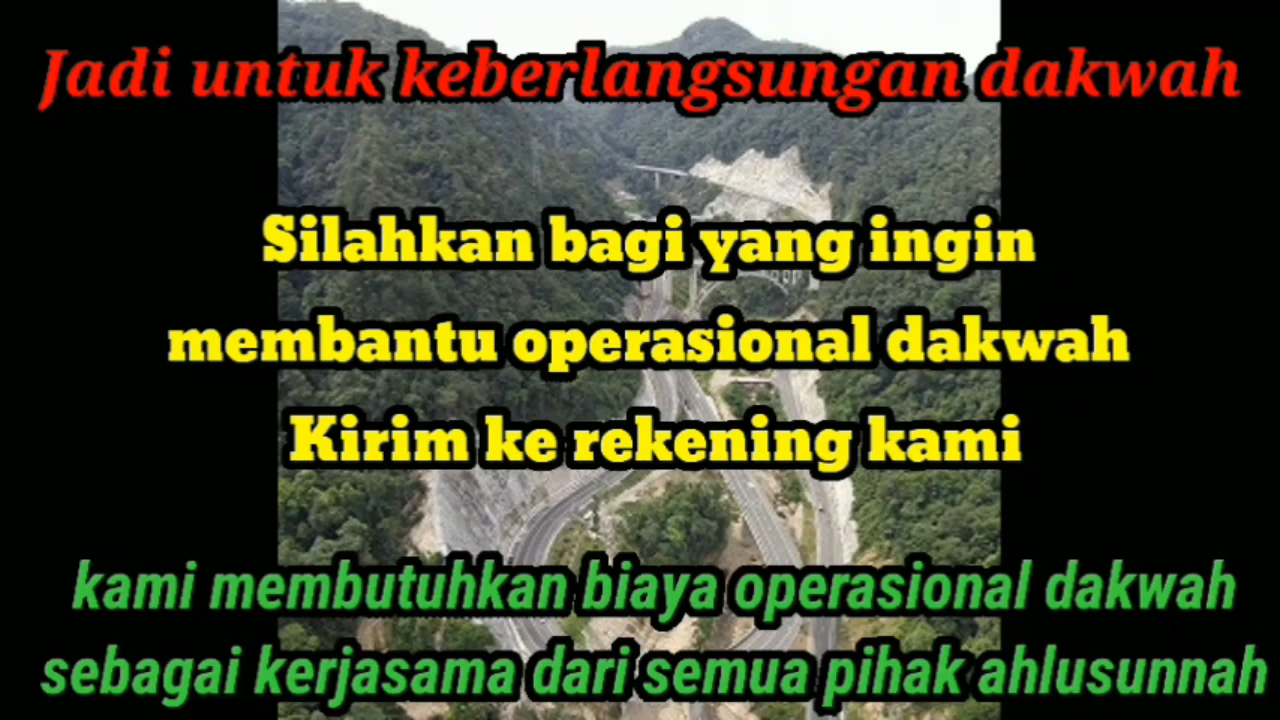 Jadi untuk keberlangsungan dakwah
Silahkan bagi yang ingin
membantu operasional dakwah
Kirim ke rekening kami
kami membutuhkan biaya operasional dakwah
sebagai kerjasama dari semua pihak ahlusunnah